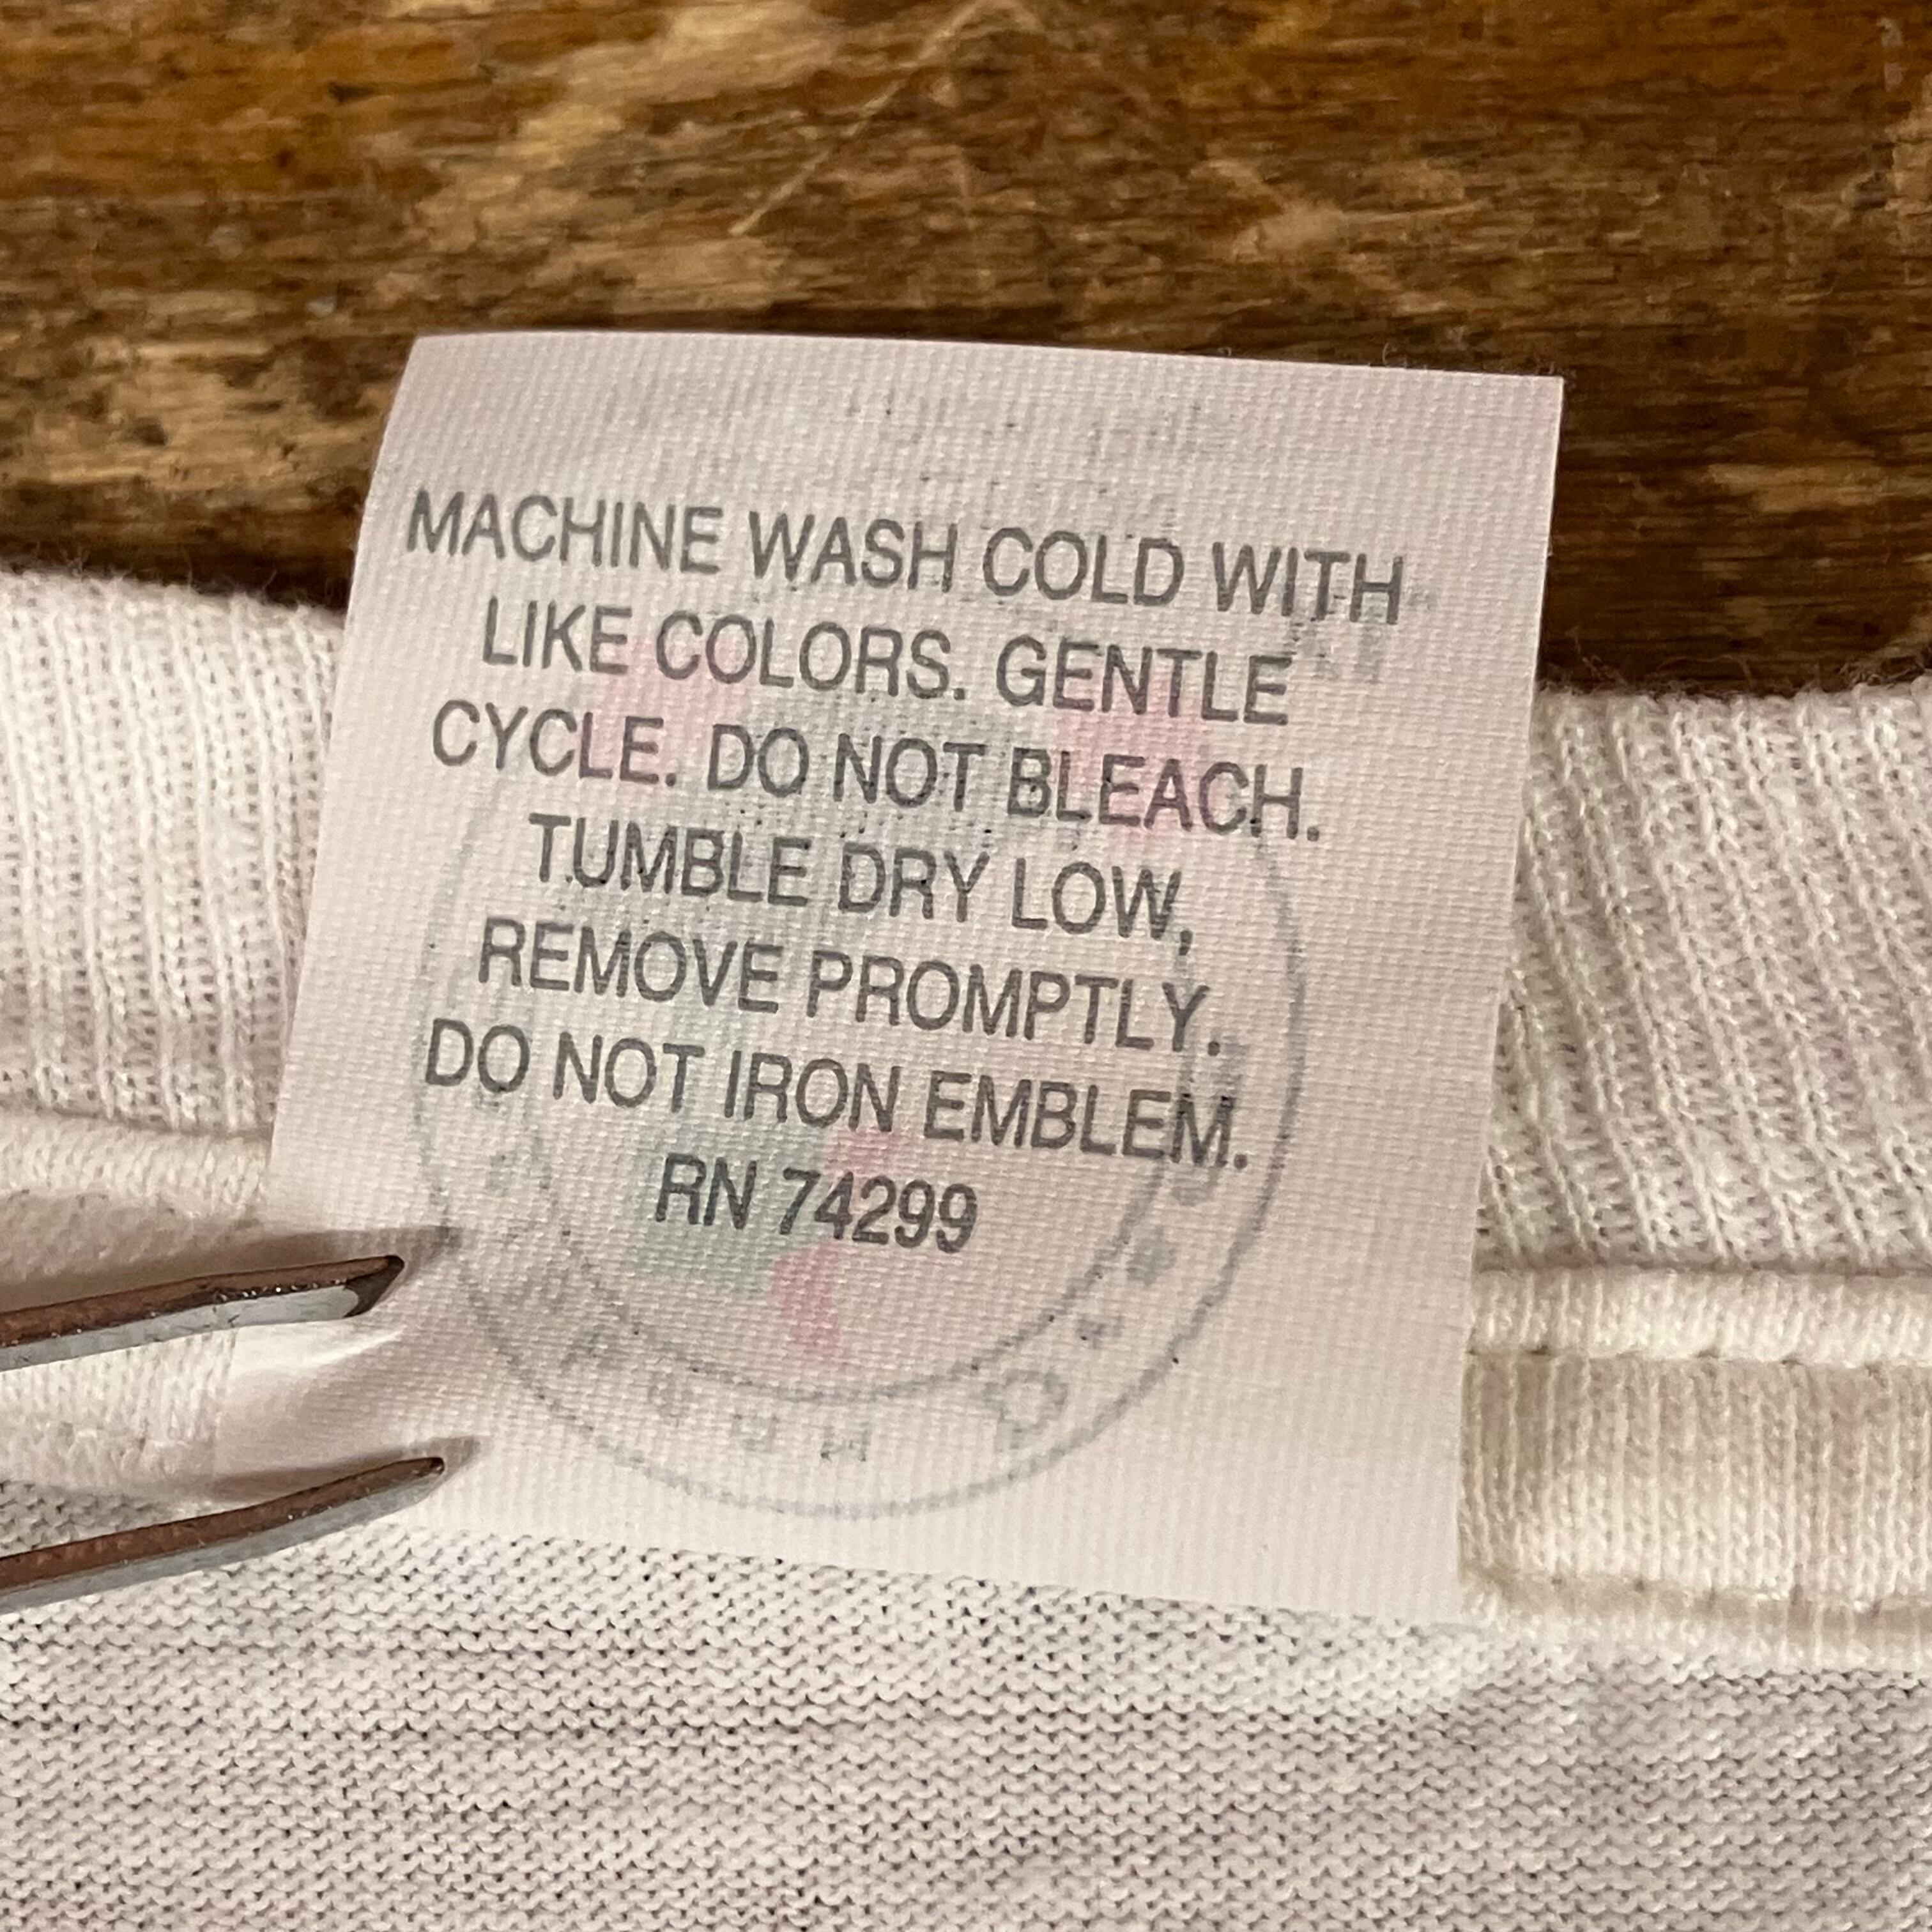 MACHINE WASH COLD WITH
LIKE COLORS. GENTLE
CYCLE. DO NOT BLEACH.
TUMBLE DRY LOW,
REMOVE PROMPTLY.
DO NOT IRON EMBLEM.
RN 74299